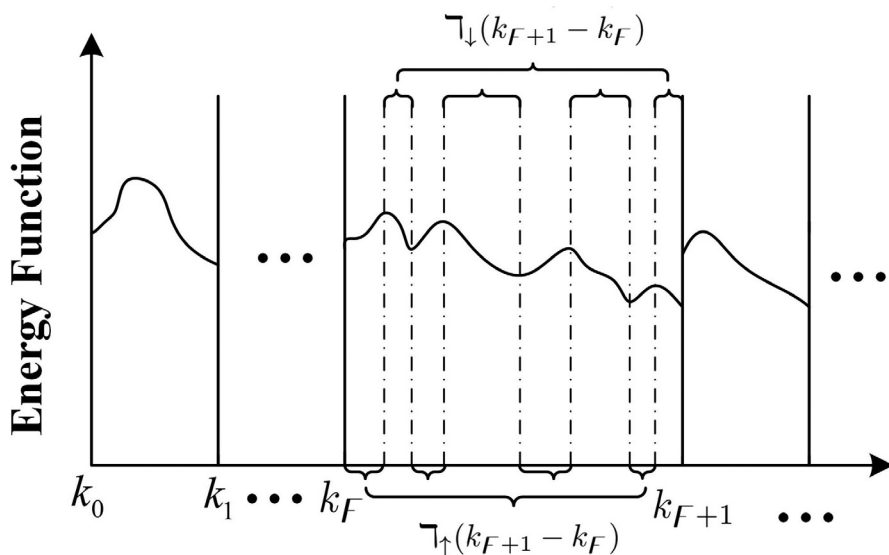 ℸ↓(k_{F+1} − k_F)
Energy Function
k_0 k_1 ••• k_F k_{F+1} •••
ℸ↑(k_{F+1} − k_F)